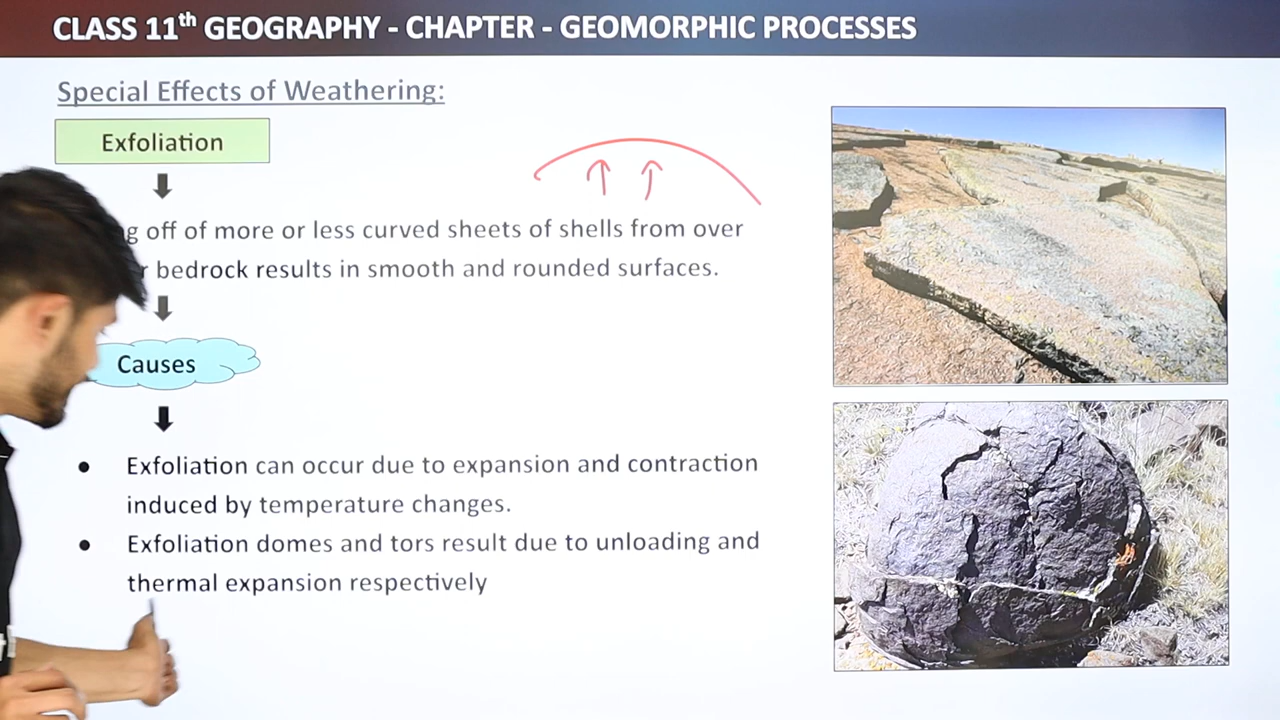 CLASS 11th GEOGRAPHY - CHAPTER - GEOMORPHIC PROCESSES
Special Effects of Weathering:
Exfoliation
off of more or less curved sheets of shells from over
bedrock results in smooth and rounded surfaces.
Causes
● Exfoliation can occur due to expansion and contraction
induced by temperature changes.
● Exfoliation domes and tors result due to unloading and
thermal expansion respectively